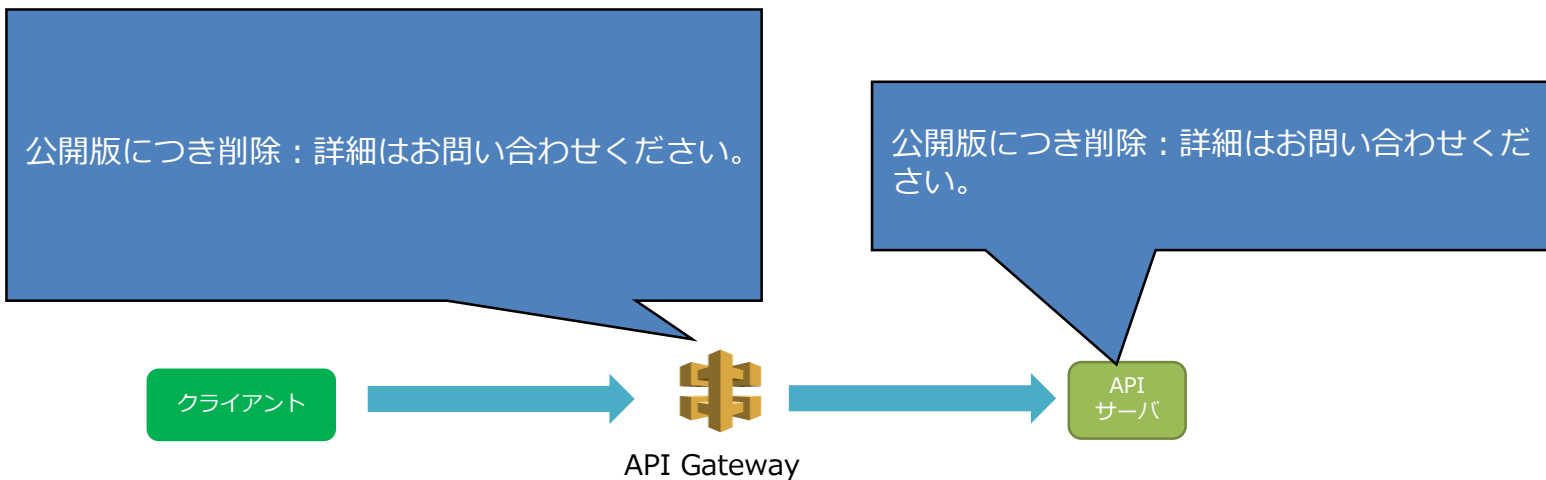 公開版につき削除：詳細はお問い合わせください。
公開版につき削除：詳細はお問い合わせくだ
さい。
クライアント
API
サーバ
API Gateway